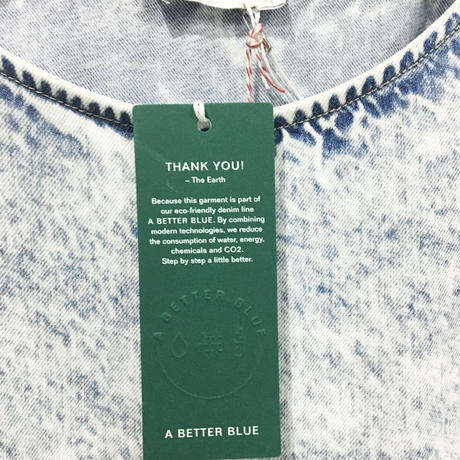 THANK YOU!
– The Earth
Because this garment is part of
our eco-friendly denim line
A BETTER BLUE. By combining
modern technologies, we reduce
the consumption of water, energy,
chemicals and CO2.
Step by step a little better.
A BETTER BLUE
A BETTER BLUE